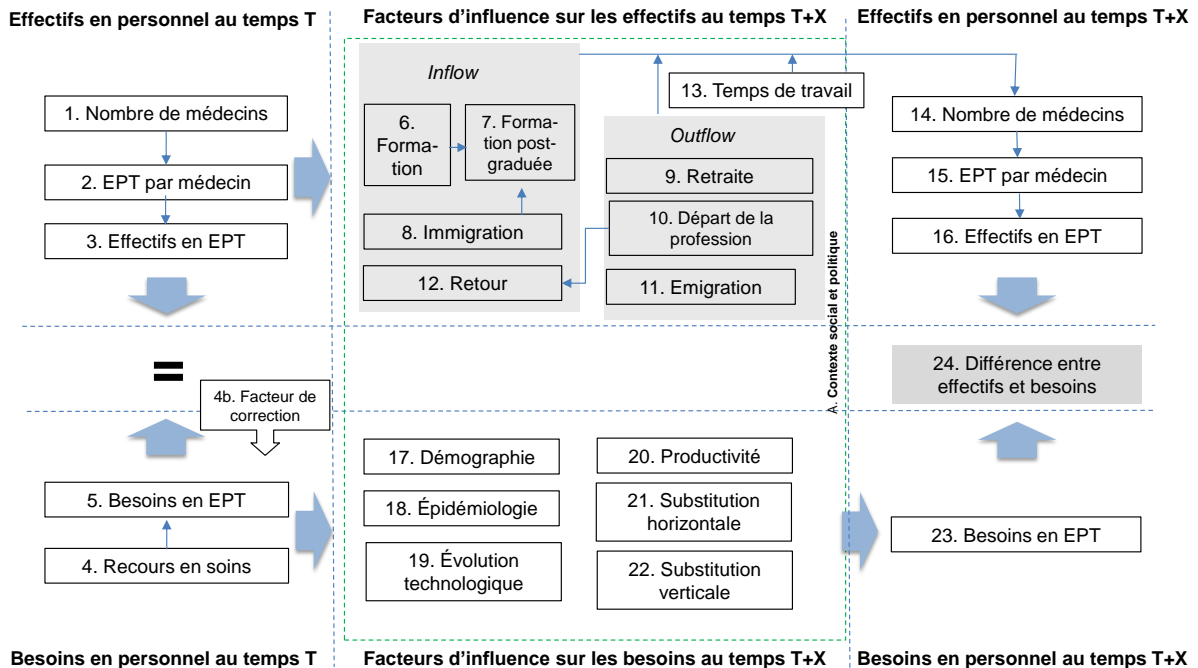 Effectifs en personnel au temps T
Facteurs d'influence sur les effectifs au temps T+X
Effectifs en personnel au temps T+X
1. Nombre de médecins
2. EPT par médecin
3. Effectifs en EPT
Inflow
6.
Forma-
tion
7. Formation
post-
graduée
8. Immigration
12. Retour
13. Temps de travail
Outflow
9. Retraite
10. Départ de la
profession
11. Emigration
A. Contexte social et politique
14. Nombre de médecins
15. EPT par médecin
16. Effectifs en EPT
=
4b. Facteur de
correction
24. Différence entre
effectifs et besoins
5. Besoins en EPT
4. Recours en soins
17. Démographie
18. Épidémiologie
19. Évolution
technologique
20. Productivité
21. Substitution
horizontale
22. Substitution
verticale
23. Besoins en EPT
Besoins en personnel au temps T
Facteurs d'influence sur les besoins au temps T+X
Besoins en personnel au temps T+X